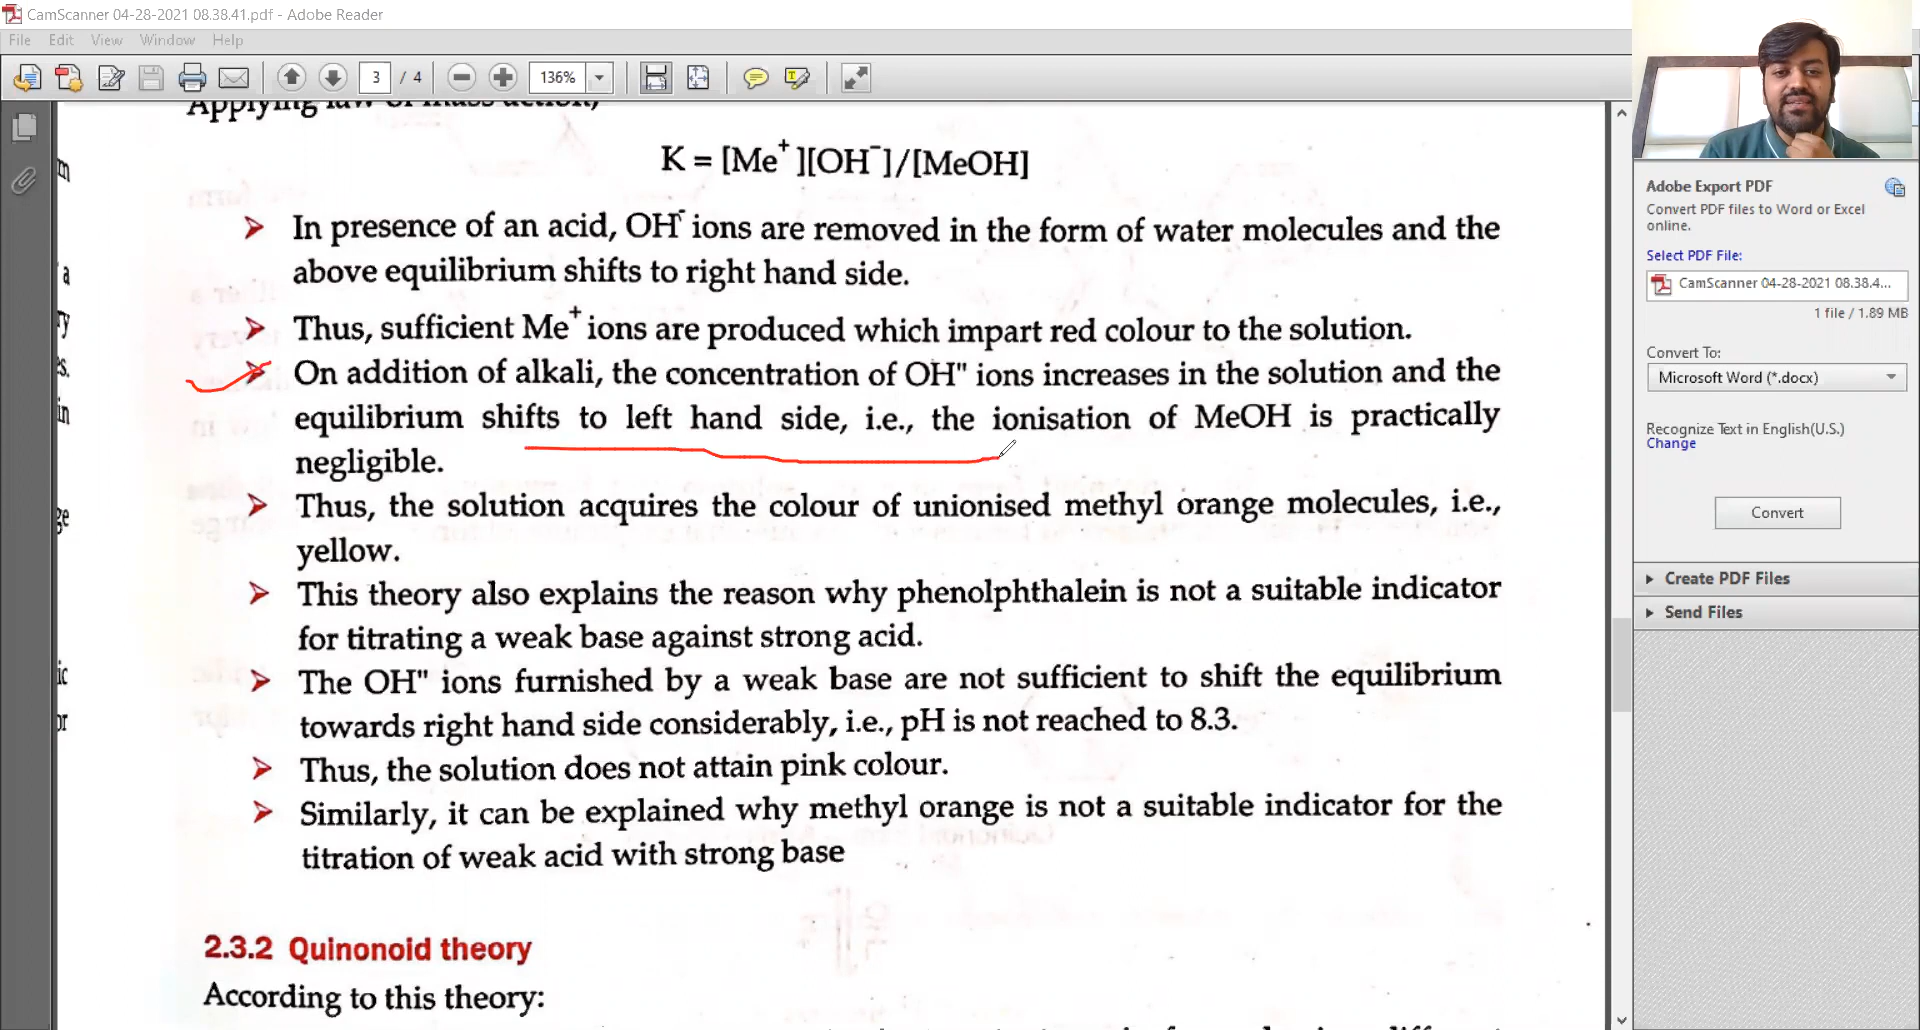 CamScanner 04-28-2021 08.38.41.pdf - Adobe Reader
File Edit View Window Help
3 / 4 136%
Applying law of mass action,
K = [Me⁺][OH⁻]/[MeOH]
➤ In presence of an acid, OH⁻ ions are removed in the form of water molecules and the
above equilibrium shifts to right hand side.
➤ Thus, sufficient Me⁺ ions are produced which impart red colour to the solution.
➤ On addition of alkali, the concentration of OH" ions increases in the solution and the
equilibrium shifts to left hand side, i.e., the ionisation of MeOH is practically
negligible.
➤ Thus, the solution acquires the colour of unionised methyl orange molecules, i.e.,
yellow.
➤ This theory also explains the reason why phenolphthalein is not a suitable indicator
for titrating a weak base against strong acid.
➤ The OH" ions furnished by a weak base are not sufficient to shift the equilibrium
towards right hand side considerably, i.e., pH is not reached to 8.3.
➤ Thus, the solution does not attain pink colour.
➤ Similarly, it can be explained why methyl orange is not a suitable indicator for the
titration of weak acid with strong base
2.3.2 Quinonoid theory
According to this theory:
Adobe Export PDF
Convert PDF files to Word or Excel
online.
Select PDF File:
CamScanner 04-28-2021 08.38.4...
1 file / 1.89 MB
Convert To:
Microsoft Word (*.docx)
Recognize Text in English(U.S.)
Change
Convert
Create PDF Files
Send Files